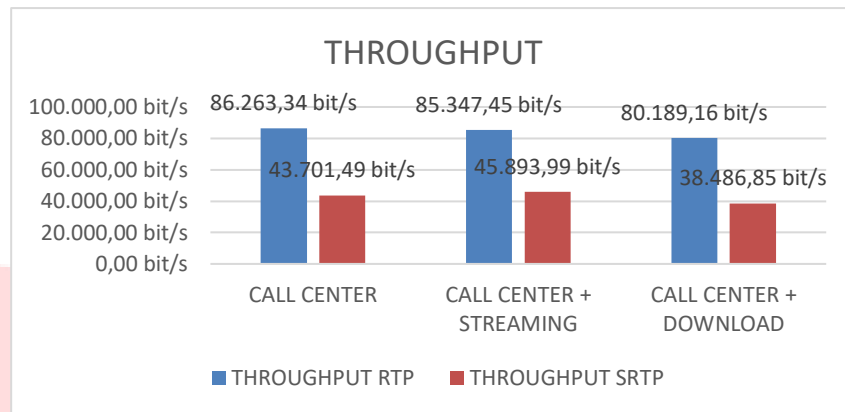 THROUGHPUT
100.000,00 bit/s
80.000,00 bit/s
60.000,00 bit/s
40.000,00 bit/s
20.000,00 bit/s
0,00 bit/s
86.263,34 bit/s
85.347,45 bit/s
80.189,16 bit/s
43.701,49 bit/s
45.893,99 bit/s
38.486,85 bit/s
CALL CENTER
CALL CENTER +
STREAMING
CALL CENTER +
DOWNLOAD
THROUGHPUT RTP
THROUGHPUT SRTP